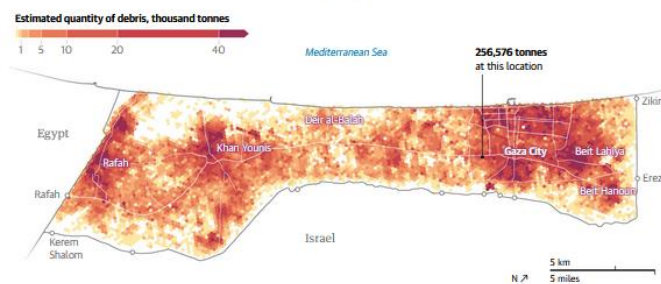 Estimated quantity of debris, thousand tonnes
1 5 10 20 40
Mediterranean Sea
256,576 tonnes
at this location
Zikim
Egypt
Deir al-Balah
Khan Younis
Gaza City
Beit Lahiya
Rafah
Erez
Rafah
Beit Hanoun
Kerem
Shalom
Israel
5 km
N ↗ 5 miles